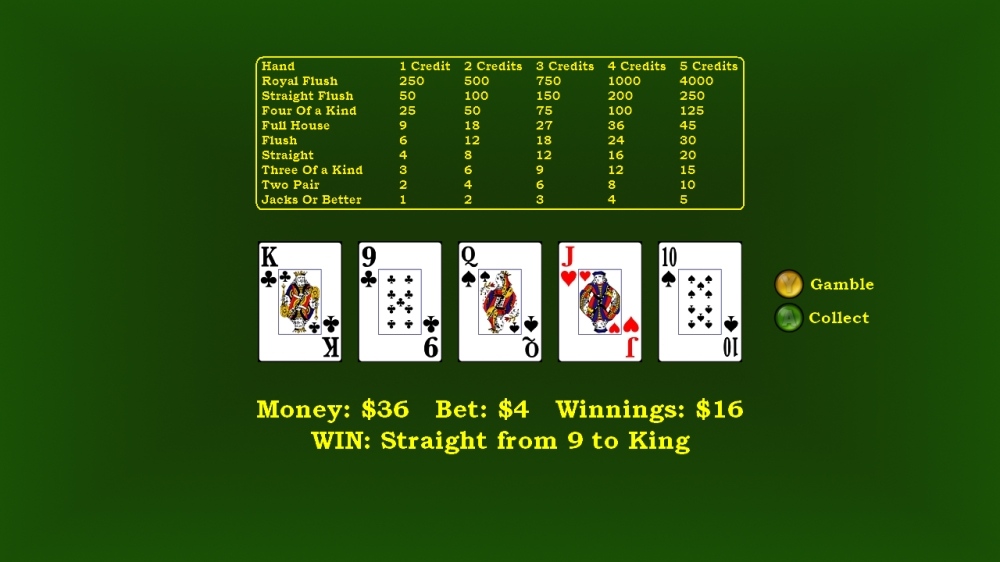 Hand 1 Credit 2 Credits 3 Credits 4 Credits 5 Credits
Royal Flush 250 500 750 1000 4000
Straight Flush 50 100 150 200 250
Four Of a Kind 25 50 75 100 125
Full House 9 18 27 36 45
Flush 6 12 18 24 30
Straight 4 8 12 16 20
Three Of a Kind 3 6 9 12 15
Two Pair 2 4 6 8 10
Jacks Or Better 1 2 3 4 5
K 9 Q J 10
Gamble
Collect
K 9 Q J 10
Money: $36 Bet: $4 Winnings: $16
WIN: Straight from 9 to King